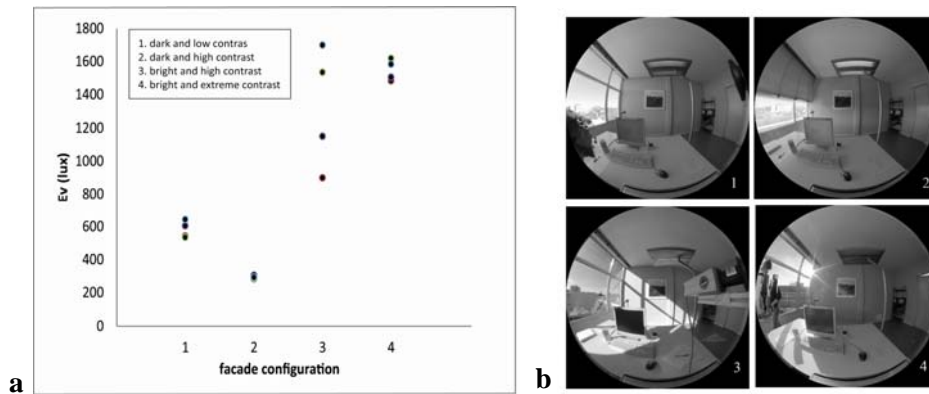 1800
1600
1400
1200
1000
800
600
400
200
0
Ev (lux)
1. dark and low contras
2. dark and high contrast
3. bright and high contrast
4. bright and extreme contrast
1 2 3 4
facade configuration
a
1
2
3
4
b